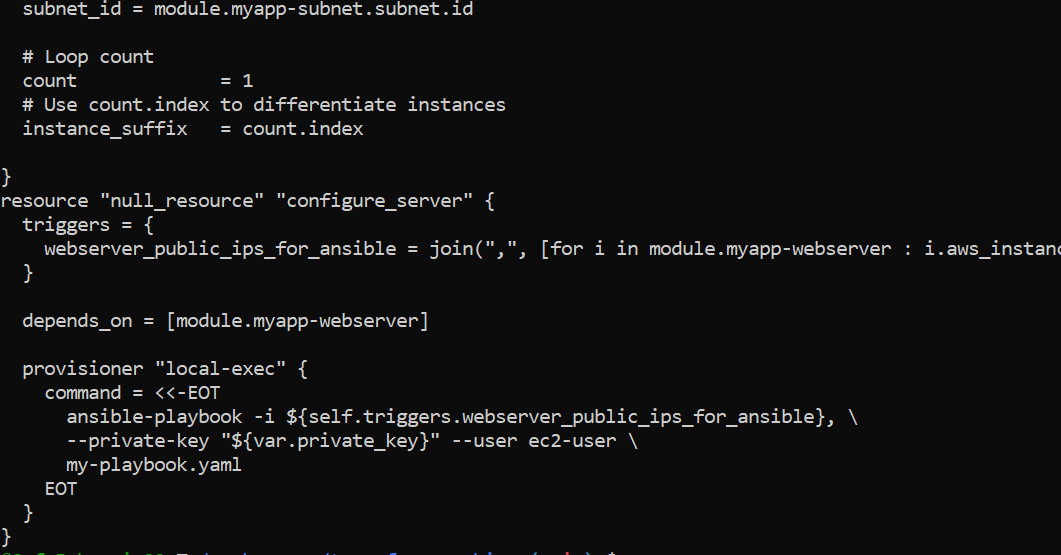 subnet_id = module.myapp-subnet.subnet.id
# Loop count
count = 1
# Use count.index to differentiate instances
instance_suffix = count.index
}
resource "null_resource" "configure_server" {
triggers = {
webserver_public_ips_for_ansible = join(",", [for i in module.myapp-webserver : i.aws_instanc
}
depends_on = [module.myapp-webserver]
provisioner "local-exec" {
command = <<-EOT
ansible-playbook -i ${self.triggers.webserver_public_ips_for_ansible}, \
--private-key "${var.private_key}" --user ec2-user \
my-playbook.yaml
EOT
}
}